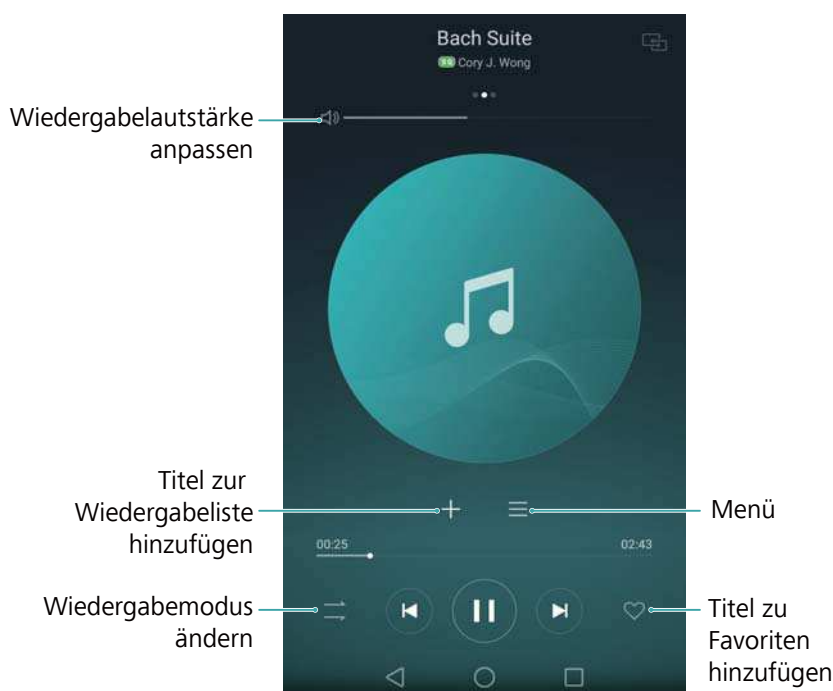 Bach Suite
Cory J. Wong
Wiedergabelautstärke
anpassen
Titel zur
Wiedergabeliste
hinzufügen
Menü
00:25
02:43
Wiedergabemodus
ändern
Titel zu
Favoriten
hinzufügen